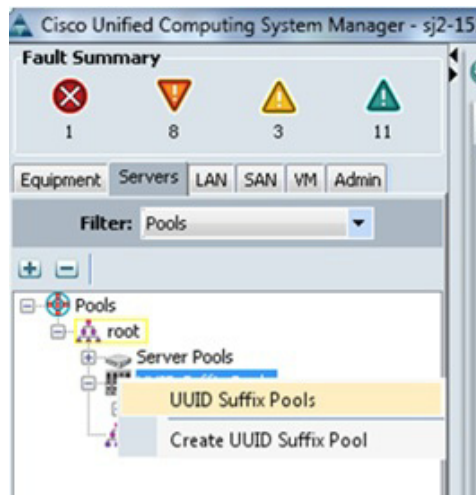 Cisco Unified Computing System Manager - sj2-15
Fault Summary
1 8 3 11
Equipment Servers LAN SAN VM Admin
Filter: Pools
Pools
root
Server Pools
UUID Suffix Pools
Create UUID Suffix Pool